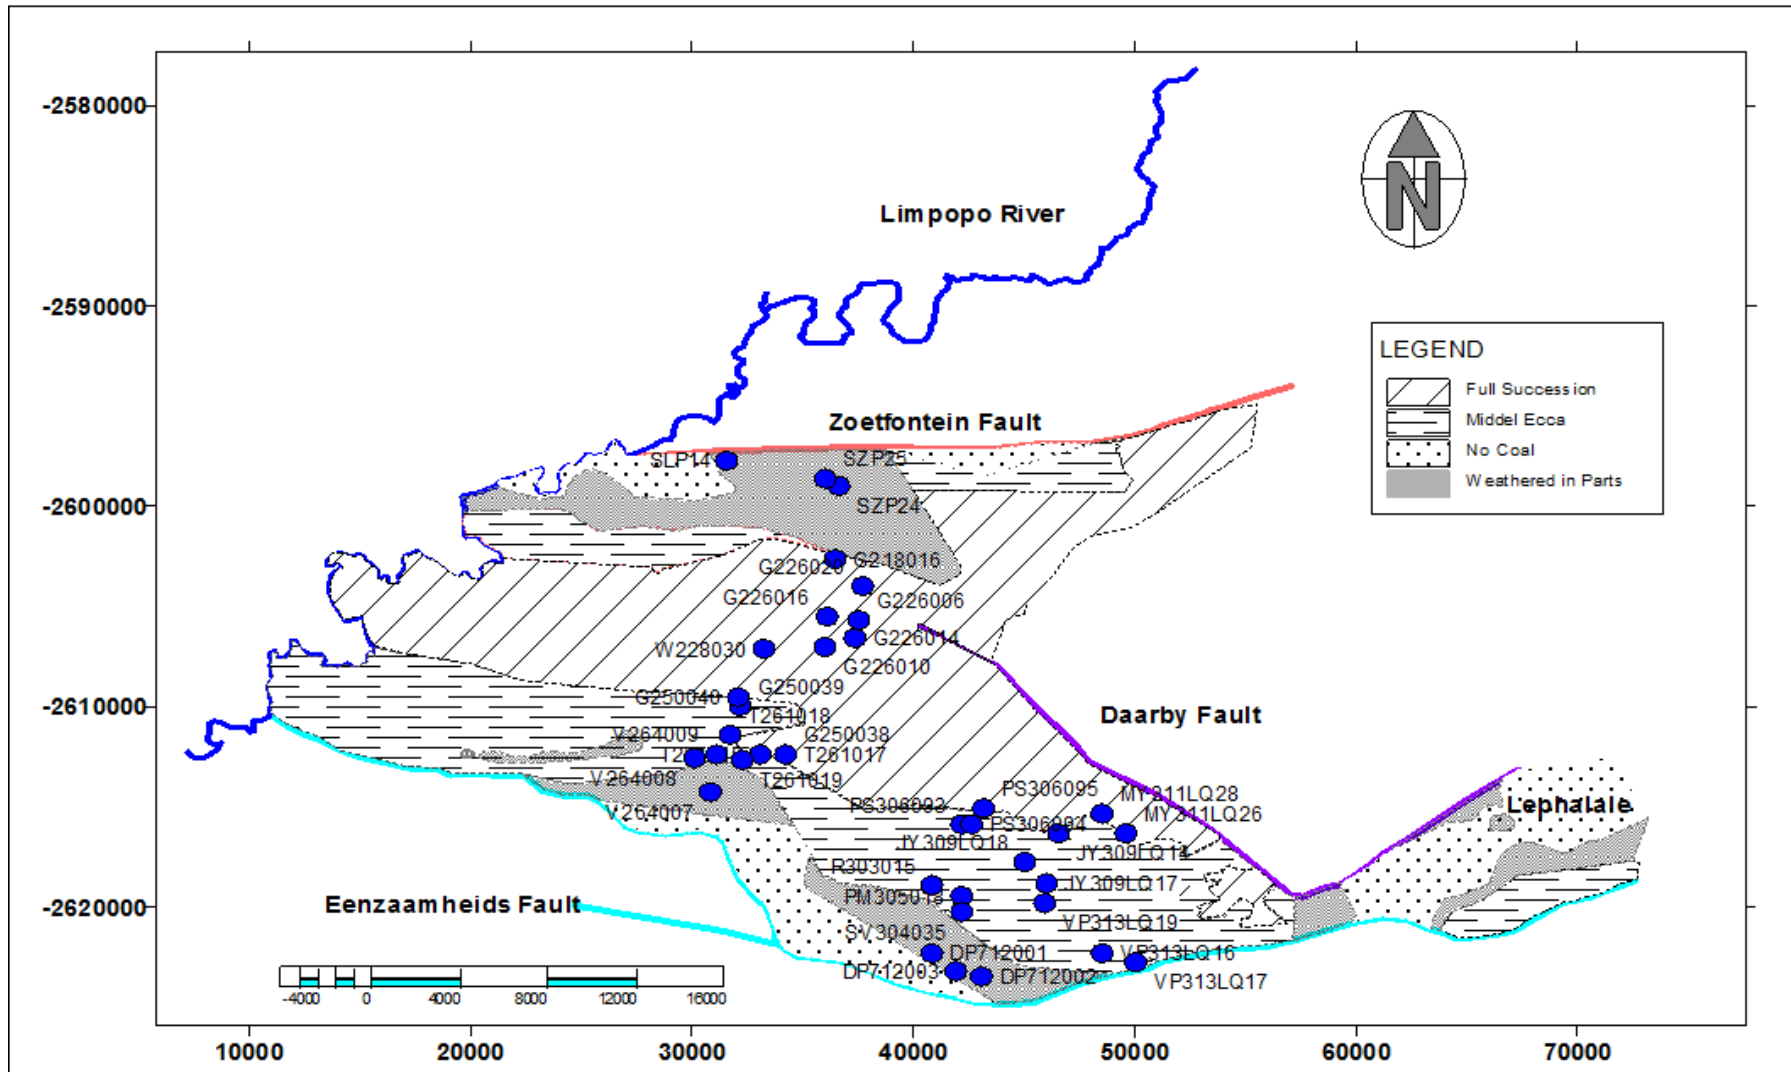 -2580000
N
Limpopo River
-2590000
LEGEND
Full Succession
Middel Ecca
No Coal
Weathered in Parts
Zoetfontein Fault
SLP14
SZP25
-2600000
SZP24
G226020
G218016
G226016
G226006
G226014
W228030
G226010
G250040
G250039
-2610000
T261018
Daarby Fault
V264009
G250038
T261017
V264008
T261019
V264007
PS306095
MY311LQ28
PS306093
MY311LQ26
Lephalale
PS306094
JY309LQ18
JY309LQ14
R303015
JY309LQ17
PM305018
-2620000
Eenzaamheids Fault
VP313LQ19
SV304035
DP712001
VP313LQ16
DP712003
DP712002
VP313LQ17
-4000 0 4000 8000 12000 16000
10000 20000 30000 40000 50000 60000 70000